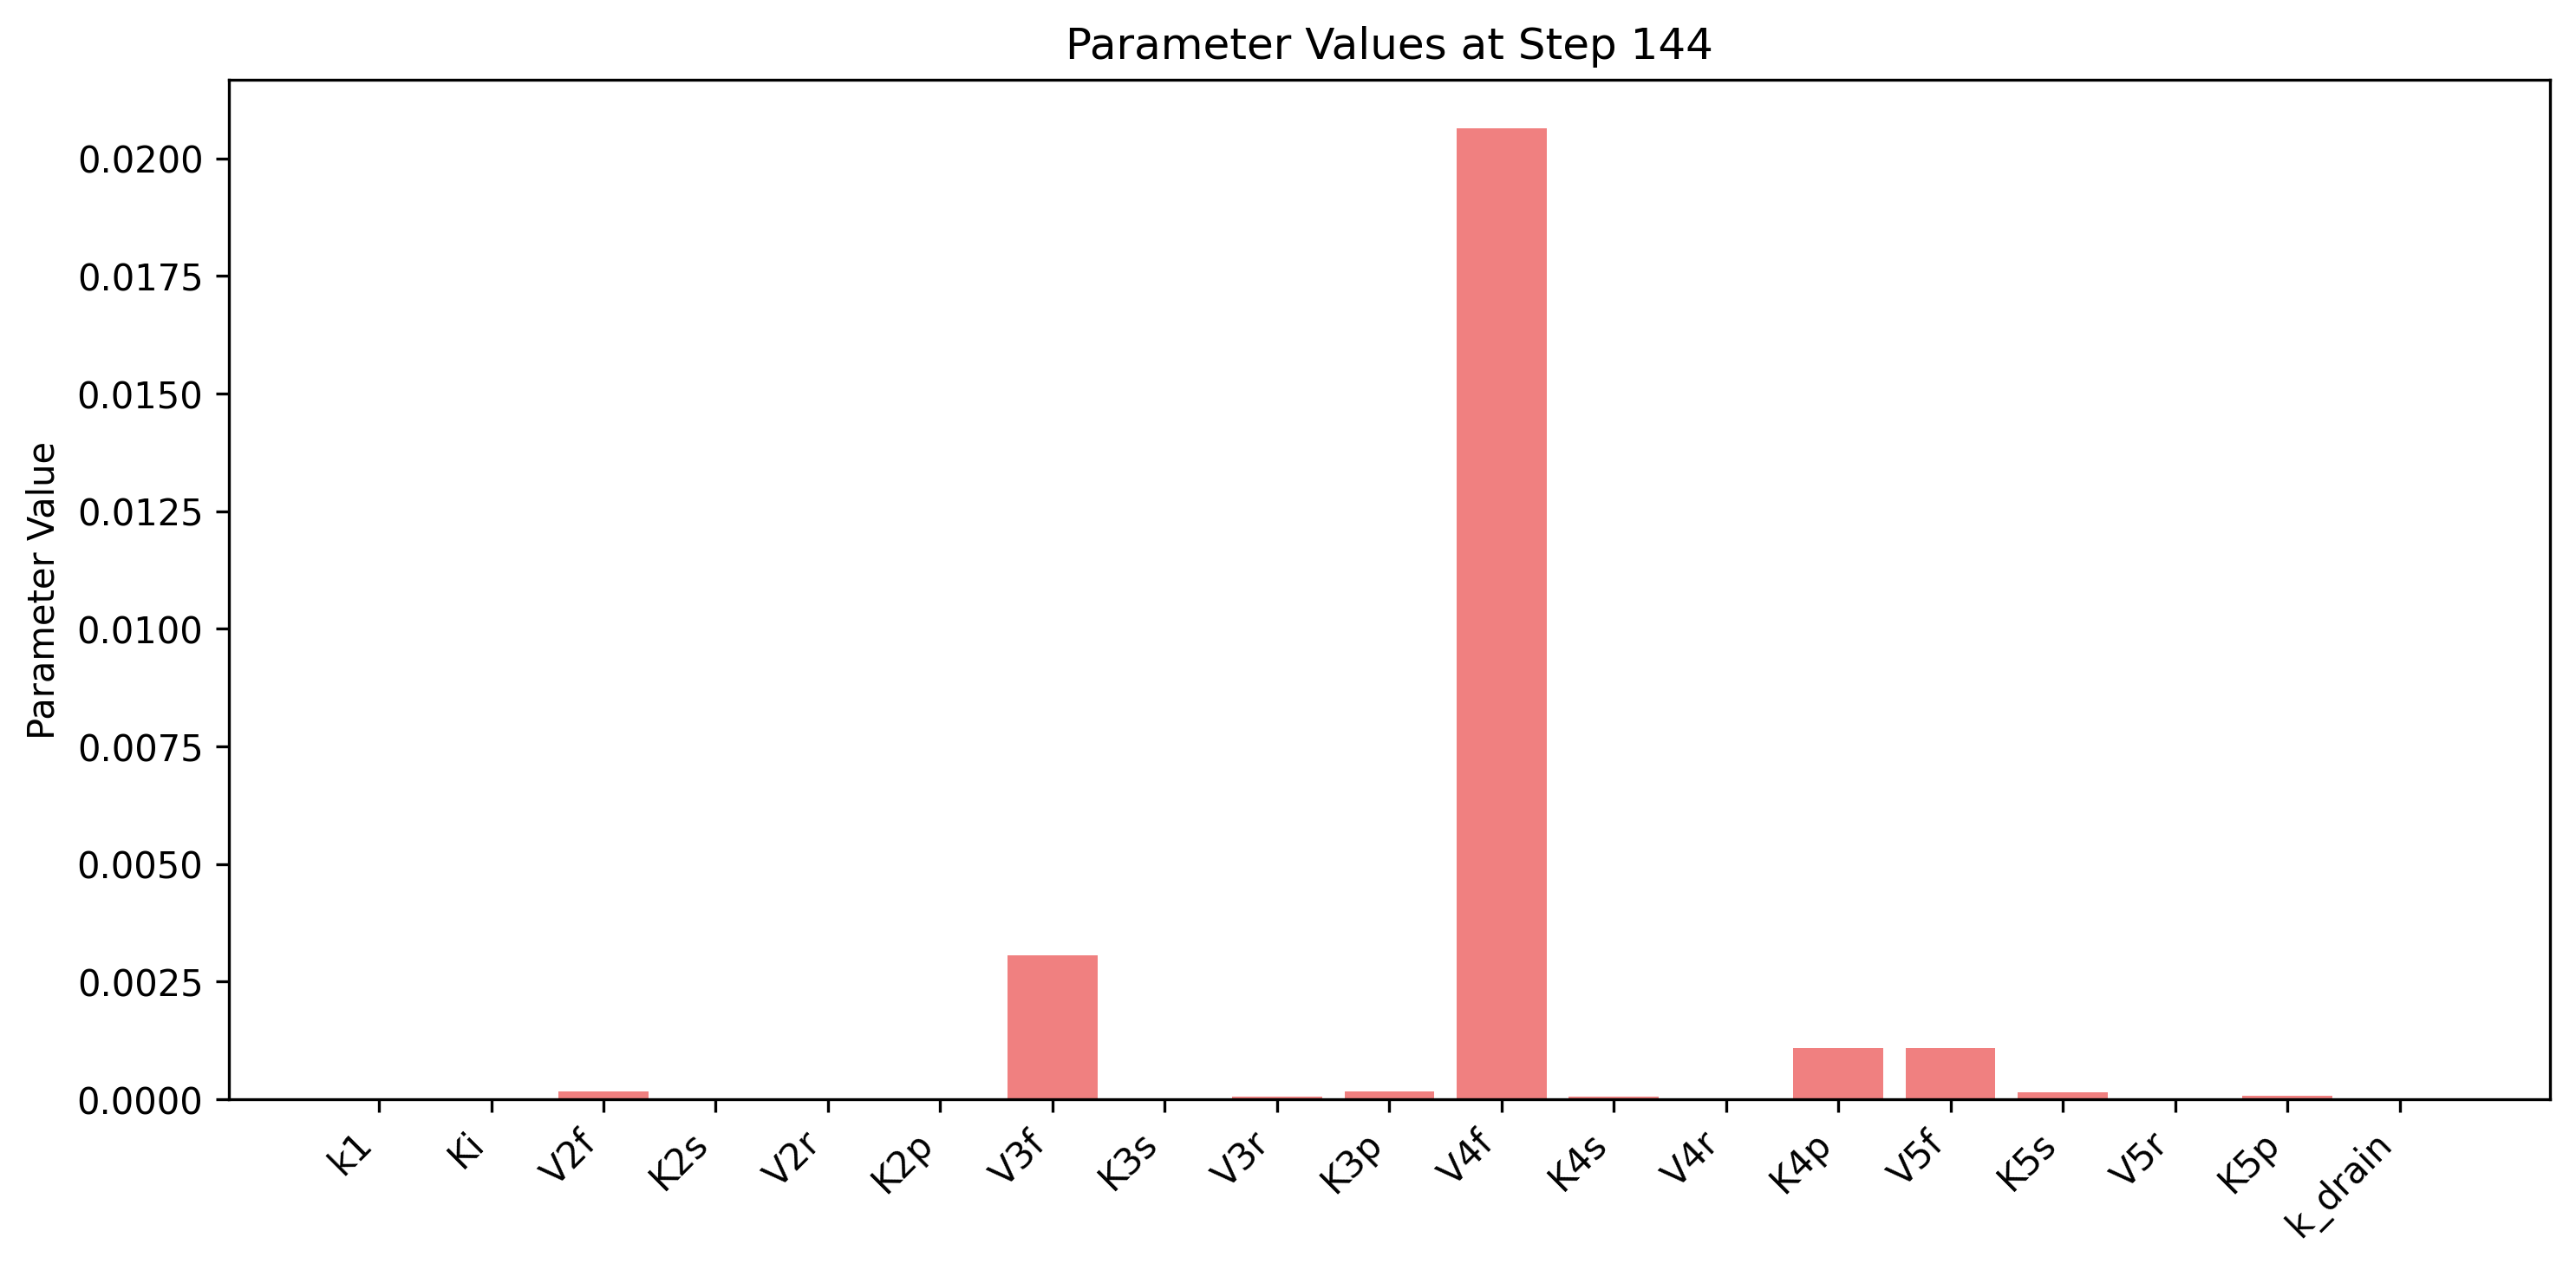 Parameter Values at Step 144
Parameter Value
0.0200
0.0175
0.0150
0.0125
0.0100
0.0075
0.0050
0.0025
0.0000
k1
Ki
V2f
K2s
V2r
K2p
V3f
K3s
V3r
K3p
V4f
K4s
V4r
K4p
V5f
K5s
V5r
K5p
k_drain